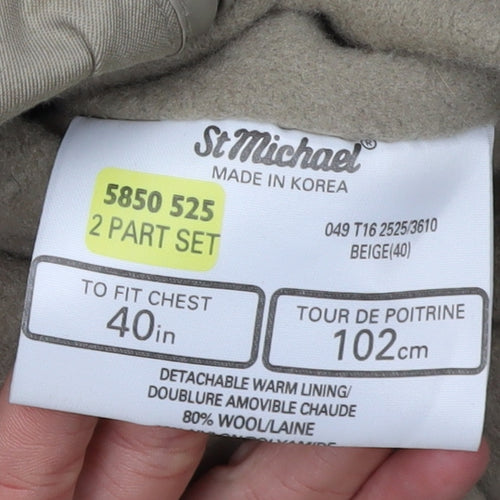 St Michael®
MADE IN KOREA
5850 525
2 PART SET
049 T16 2525/3610
BEIGE(40)
TO FIT CHEST
40in
TOUR DE POITRINE
102cm
DETACHABLE WARM LINING/
DOUBLURE AMOVIBLE CHAUDE
80% WOOL/LAINE